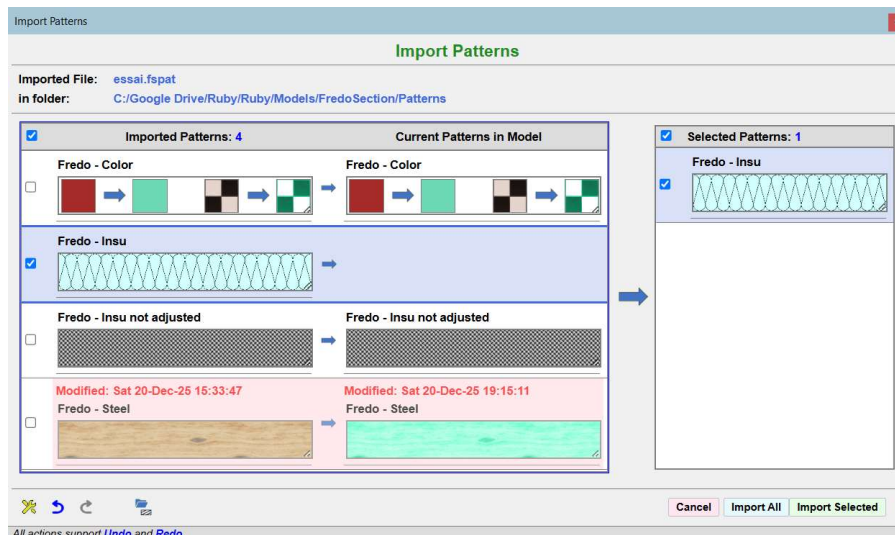 Import Patterns
Import Patterns
Imported File: essai.fspat
in folder: C:/Google Drive/Ruby/Ruby/Models/FredoSection/Patterns
Imported Patterns: 4 Current Patterns in Model
Fredo - Color Fredo - Color
Fredo - Insu
Fredo - Insu not adjusted Fredo - Insu not adjusted
Modified: Sat 20-Dec-25 15:33:47 Modified: Sat 20-Dec-25 19:15:11
Fredo - Steel Fredo - Steel
Selected Patterns: 1
Fredo - Insu
Cancel Import All Import Selected
All actions support Undo and Redo